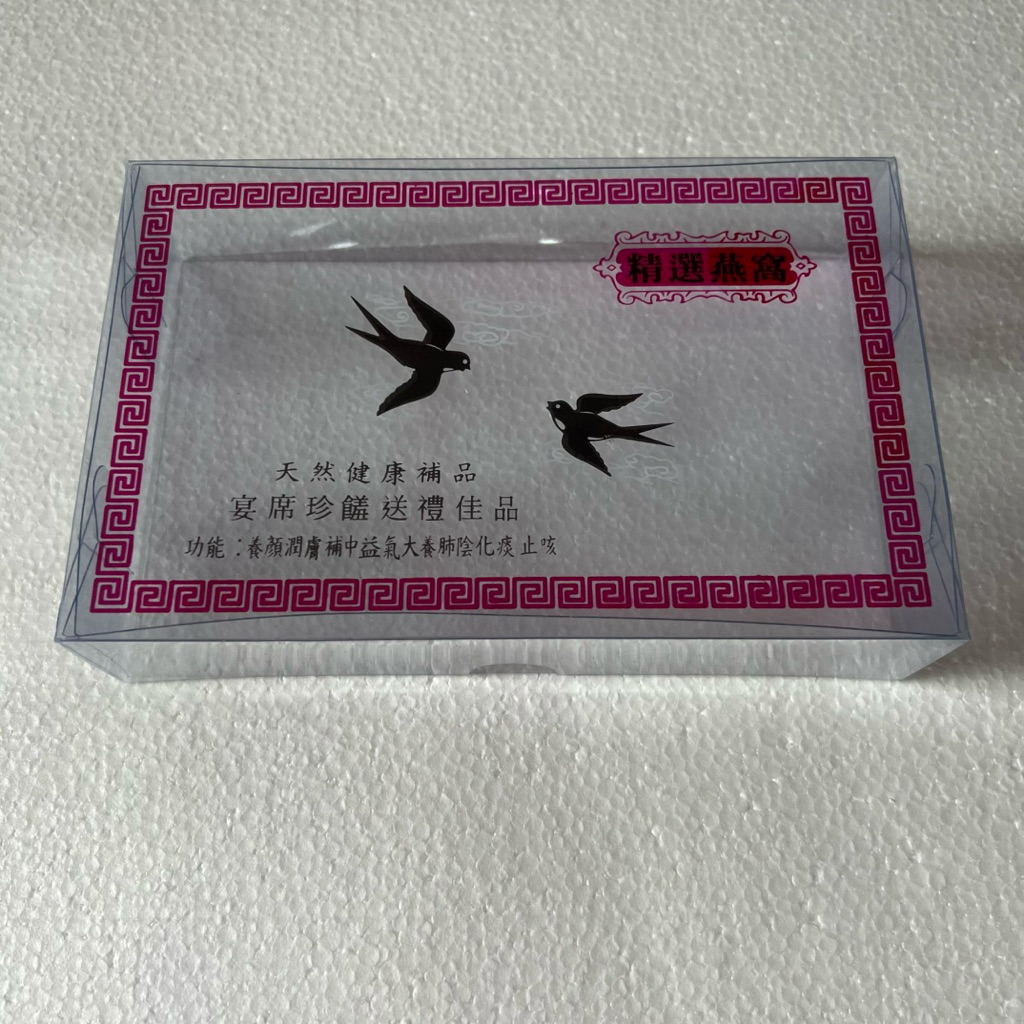 精選燕窩
天然健康補品
宴席珍饈送禮佳品
功能：養顏潤膚補中益氣大養肺陰化痰止咳